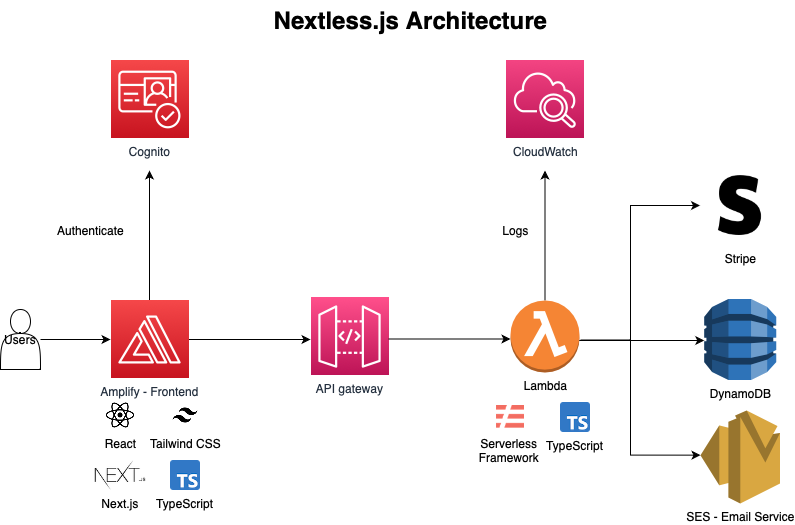 Nextless.js Architecture
Cognito
CloudWatch
Authenticate
Logs
Stripe
Users
Amplify - Frontend
API gateway
Lambda
DynamoDB
React
Tailwind CSS
Serverless
Framework
TS
TypeScript
NEXT.JS
Next.js
TS
TypeScript
SES - Email Service